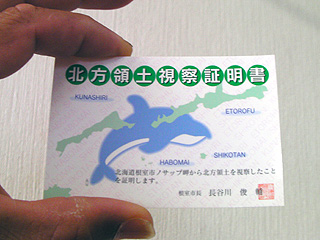 北方領土視察証明書
KUNASHIRI
ETOROFU
SHIKOTAN
HABOMAI
北海道根室市ノサップ岬から北方領土を視察したこと
を証明します。
根室市長 長谷川 俊